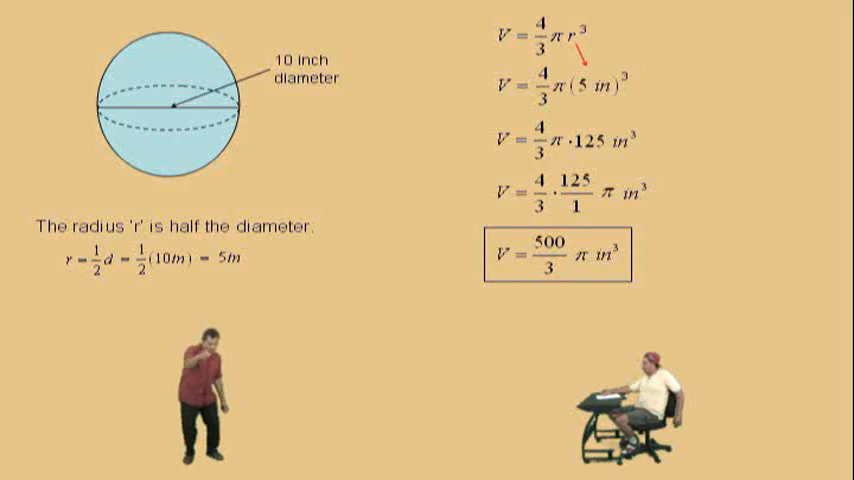 10 inch
diameter
The radius 'r' is half the diameter.
r = 1/2 d = 1/2 (10in) = 5in
V = 4/3 π r³
V = 4/3 π (5 in)³
V = 4/3 π · 125 in³
V = 4/3 · 125/1 π in³
V = 500/3 π in³